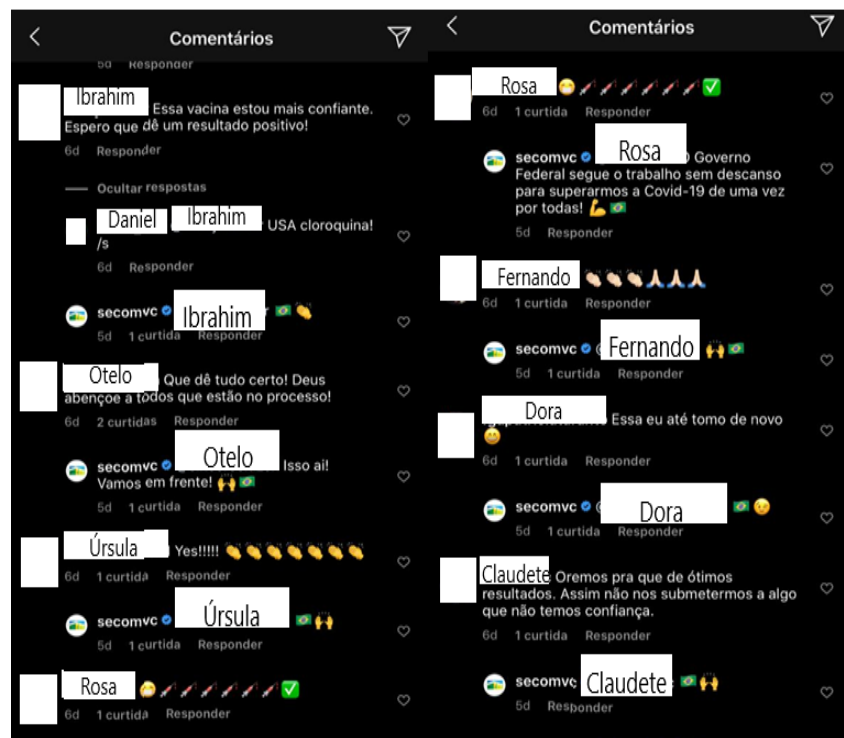 Comentários
5d Responder
Ibrahim Essa vacina estou mais confiante.
Espero que dê um resultado positivo!
6d Responder
Ocultar respostas
Daniel Ibrahim USA cloroquina!
/s
6d Responder
secomvc Ibrahim 🇧🇷 👏
5d 1 curtida Responder
Otelo Que dê tudo certo! Deus
abençoe a todos que estão no processo!
6d 2 curtidas Responder
secomvc Otelo Isso ai!
Vamos em frente! 🙌 🇧🇷
5d 1 curtida Responder
Úrsula Yes!!!!! 👏👏👏👏👏👏👏
6d 1 curtida Responder
secomvc Úrsula 🇧🇷 🙌
5d 1 curtida Responder
Rosa 😷💉💉💉💉💉💉✅
6d 1 curtida Responder
Comentários
Rosa 😷💉💉💉💉💉💉✅
6d 1 curtida Responder
secomvc Rosa O Governo
Federal segue o trabalho sem descanso
para superarmos a Covid-19 de uma vez
por todas! 💪 🇧🇷
5d Responder
Fernando 👏🏻👏🏻👏🏻🙏🏻🙏🏻🙏🏻
6d 1 curtida Responder
secomvc Fernando 🙌 🇧🇷
5d 1 curtida Responder
Dora Essa eu até tomo de novo
😄
6d 1 curtida Responder
secomvc Dora 🇧🇷 😉
5d 1 curtida Responder
Claudete Oremos pra que de ótimos
resultados. Assim não nos submetermos a algo
que não temos confiança.
6d 1 curtida Responder
secomvc Claudete 🇧🇷 🙌
5d Responder